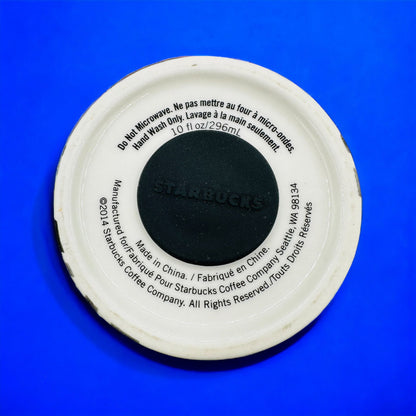 Do Not Microwave. Ne pas mettre au four à micro-ondes.
Hand Wash Only. Lavage à la main seulement.
10 fl oz/296mL
STARBUCKS
Made in China. / Fabriqué en Chine.
Manufactured for/Fabriqué Pour Starbucks Coffee Company Seattle, WA 98134
©2014 Starbucks Coffee Company. All Rights Reserved./Touts Droits Réservés